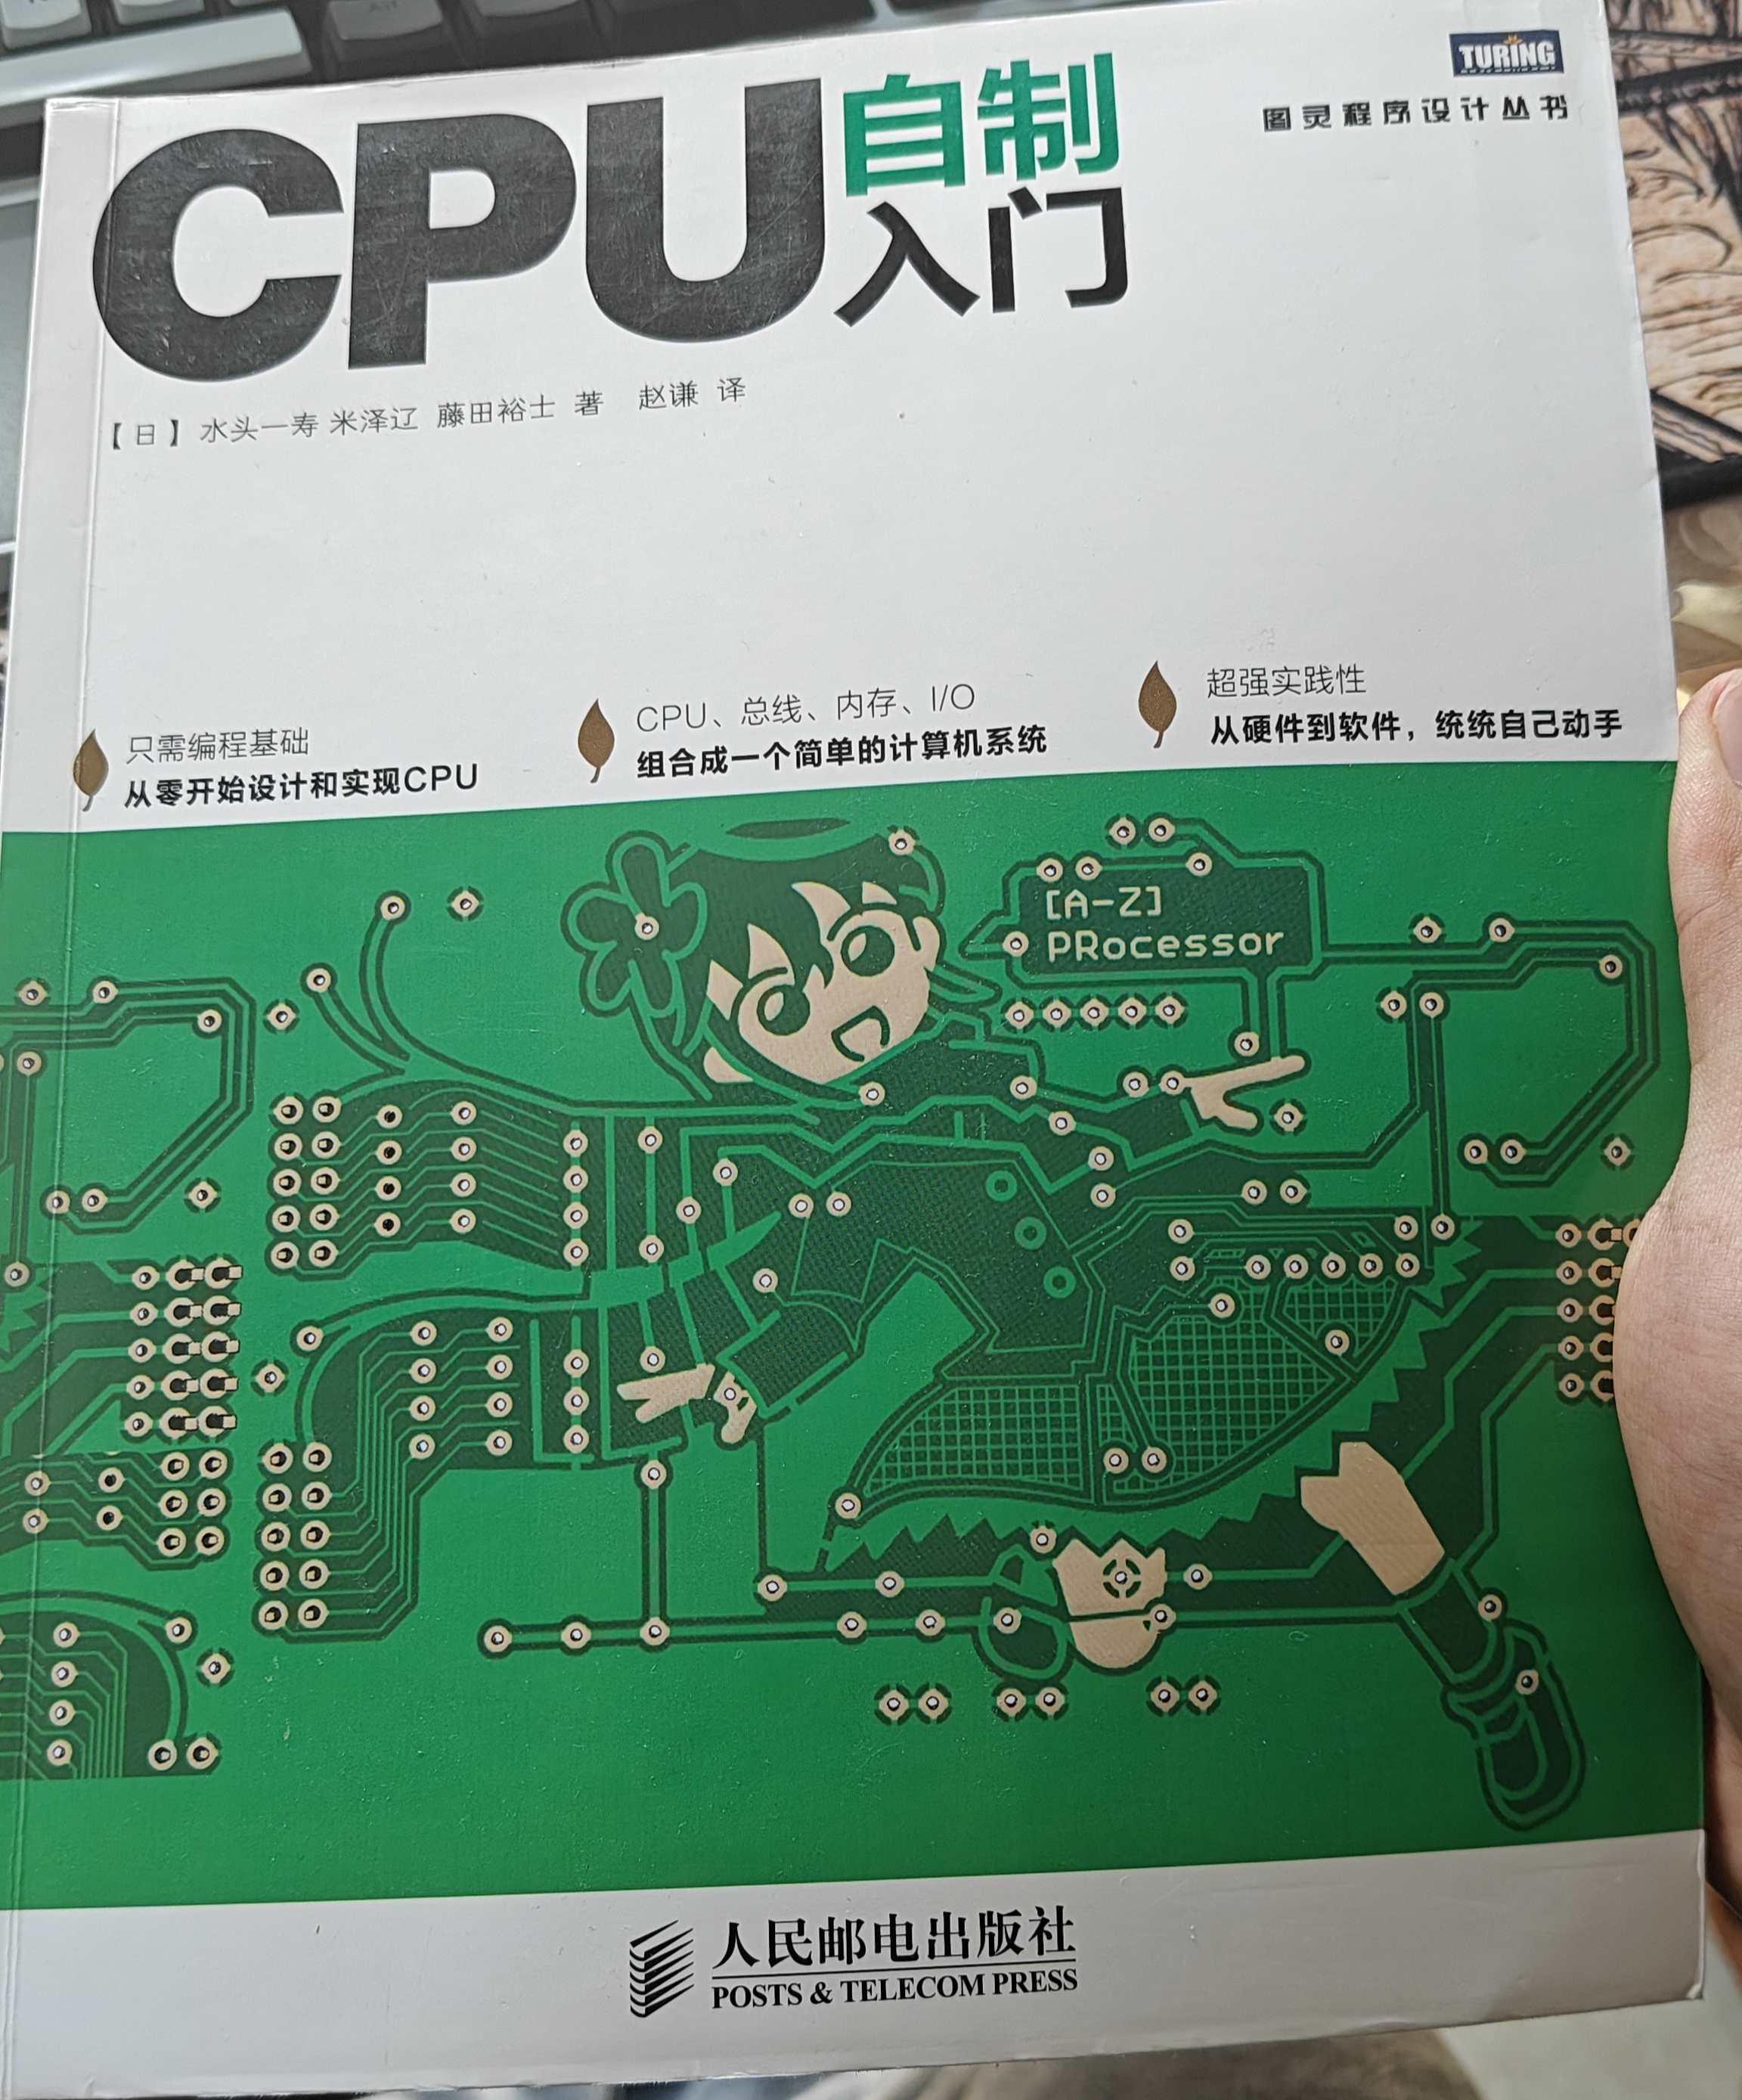 TURING
图灵程序设计丛书
CPU自制
入门
【日】水头一寿 米泽辽 藤田裕士 著 赵谦 译
只需编程基础
从零开始设计和实现CPU
CPU、总线、内存、I/O
组合成一个简单的计算机系统
超强实践性
从硬件到软件，统统自己动手
[A-Z]
PRocessor
人民邮电出版社
POSTS & TELECOM PRESS